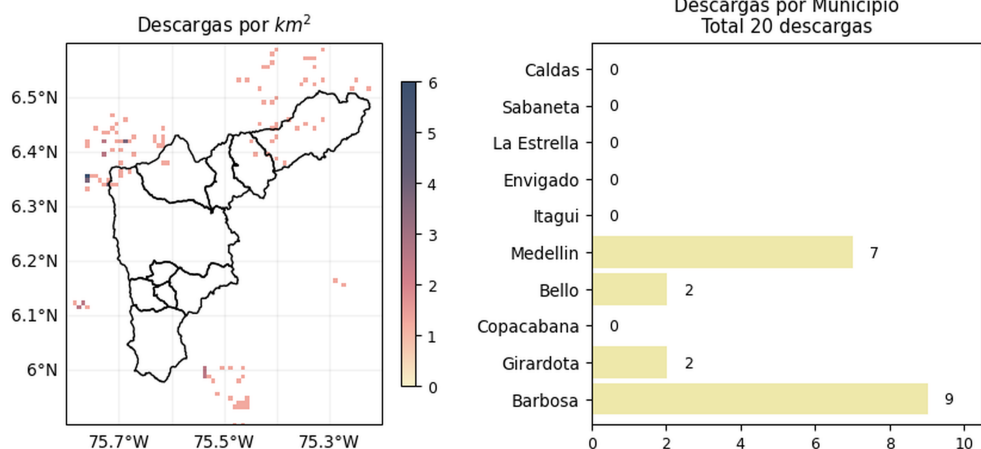 Descargas por km²
6.5°N
6.4°N
6.3°N
6.2°N
6.1°N
6°N
75.7°W 75.5°W 75.3°W
6
5
4
3
2
1
0
Descargas por Municipio
Total 20 descargas
Caldas 0
Sabaneta 0
La Estrella 0
Envigado 0
Itagui 0
Medellin 7
Bello 2
Copacabana 0
Girardota 2
Barbosa 9
0 2 4 6 8 10